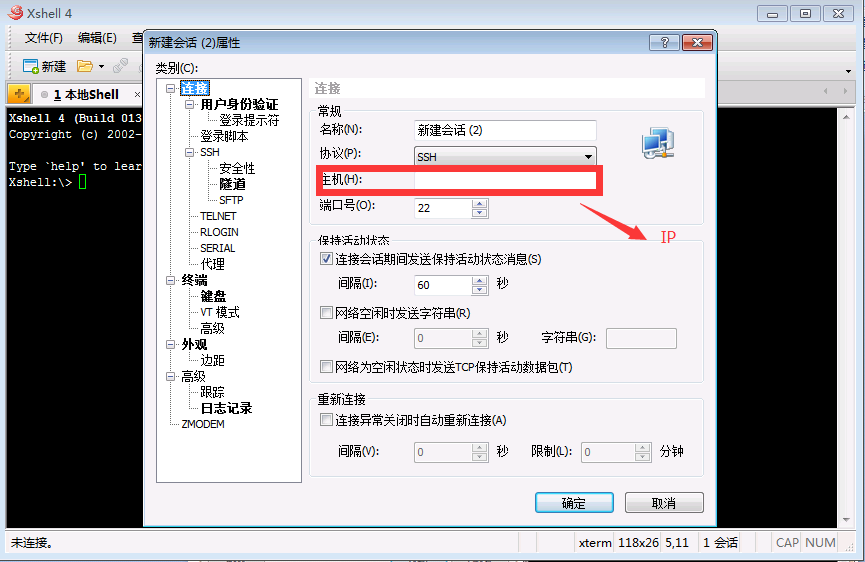 Xshell 4
文件(F) 编辑(E) 查
新建会话 (2)属性
新建
1 本地Shell
Xshell 4 (Build 013
Copyright (c) 2002-
Type `help' to lear
Xshell:\>
类别(C):
连接
用户身份验证
登录提示符
登录脚本
SSH
安全性
隧道
SFTP
TELNET
RLOGIN
SERIAL
代理
终端
键盘
VT 模式
高级
外观
边距
高级
跟踪
日志记录
ZMODEM
连接
常规
名称(N): 新建会话 (2)
协议(P): SSH
主机(H):
端口号(O): 22
IP
保持活动状态
连接会话期间发送保持活动状态消息(S)
间隔(I): 60 秒
网络空闲时发送字符串(R)
间隔(E): 0 秒 字符串(G):
网络为空闲状态时发送TCP保持活动数据包(T)
重新连接
连接异常关闭时自动重新连接(A)
间隔(V): 0 秒 限制(L): 0 分钟
确定 取消
未连接。 xterm 118x26 5,11 1 会话 CAP NUM